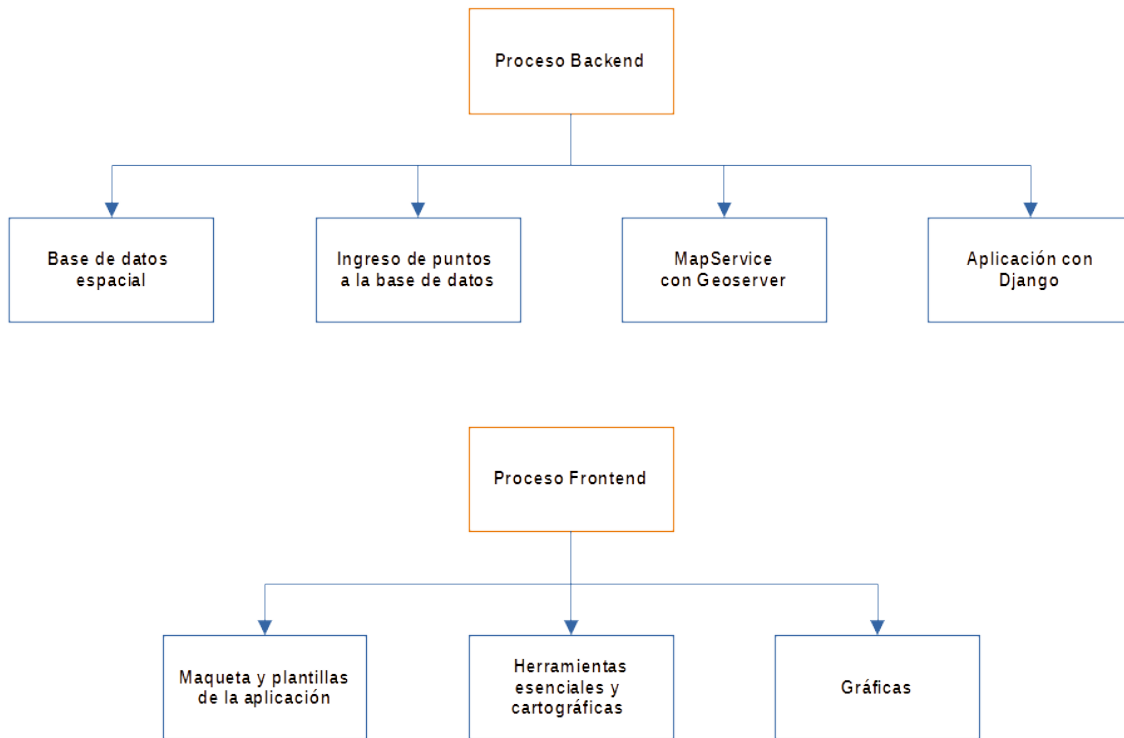 Proceso Backend
Base de datos
espacial
Ingreso de puntos
a la base de datos
MapService
con Geoserver
Aplicación con
Django
Proceso Frontend
Maqueta y plantillas
de la aplicación
Herramientas
esenciales y
cartográficas
Gráficas